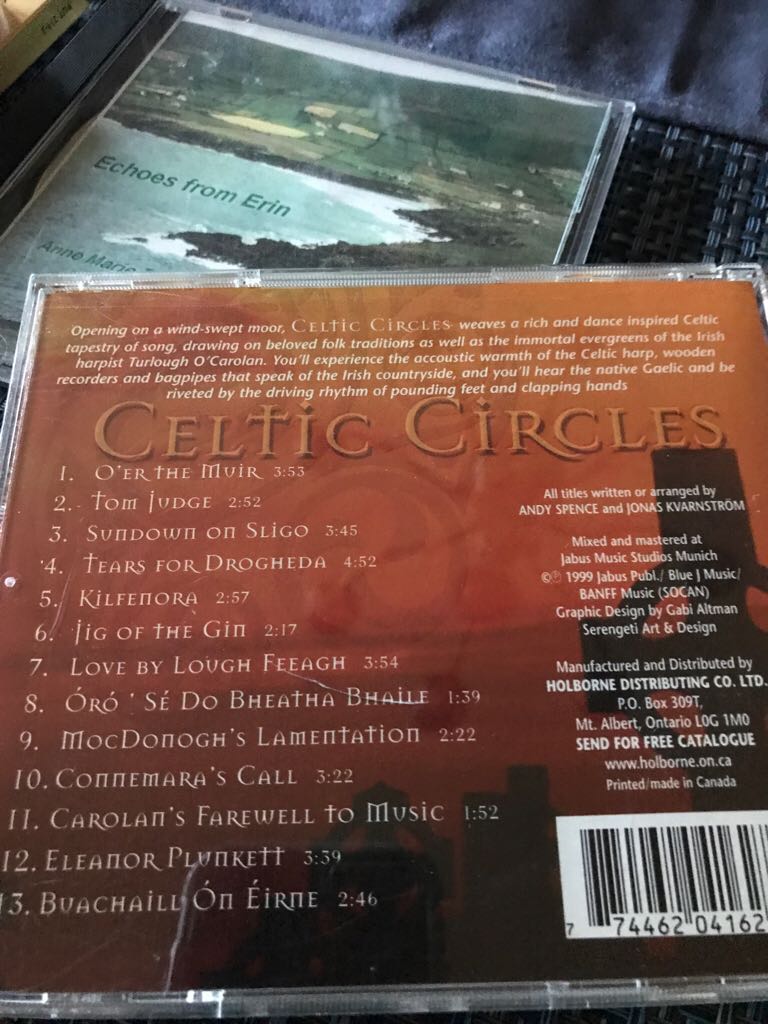 Echoes from Erin
Anne Marie
Opening on a wind-swept moor, CELTIC CIRCLES weaves a rich and dance inspired Celtic
tapestry of song, drawing on beloved folk traditions as well as the immortal evergreens of the Irish
harpist Turlough O'Carolan. You'll experience the accoustic warmth of the Celtic harp, wooden
recorders and bagpipes that speak of the Irish countryside, and you'll hear the native Gaelic and be
riveted by the driving rhythm of pounding feet and clapping hands
CELTIC CIRCLES
1. O'ER THE MUIR 3:53
2. TOM JUDGE 2:52
3. SUNDOWN ON SLIGO 3:45
4. TEARS FOR DROGHEDA 4:52
5. KILFENORA 2:57
6. JIG OF THE GIN 2:17
7. LOVE BY LOUGH FEEAGH 3:54
8. ÓRÓ ' SÉ DO BHEATHA BHAILE 1:39
9. MOCDONOGH'S LAMENTATION 2:22
10. CONNEMARA'S CALL 3:22
11. CAROLAN'S FAREWELL TO MUSIC 1:52
12. ELEANOR PLUNKETT 3:39
13. BUACHAILL ÓN ÉIRNE 2:46
All titles written or arranged by
ANDY SPENCE and JONAS KVARNSTRÖM
Mixed and mastered at
Jabus Music Studios Munich
©℗ 1999 Jabus Publ./ Blue J Music/
BANFF Music (SOCAN)
Graphic Design by Gabi Altman
Serengeti Art & Design
Manufactured and Distributed by
HOLBORNE DISTRIBUTING CO. LTD.
P.O. Box 309T,
Mt. Albert, Ontario L0G 1M0
SEND FOR FREE CATALOGUE
www.holborne.on.ca
Printed/made in Canada
7 74462 04162